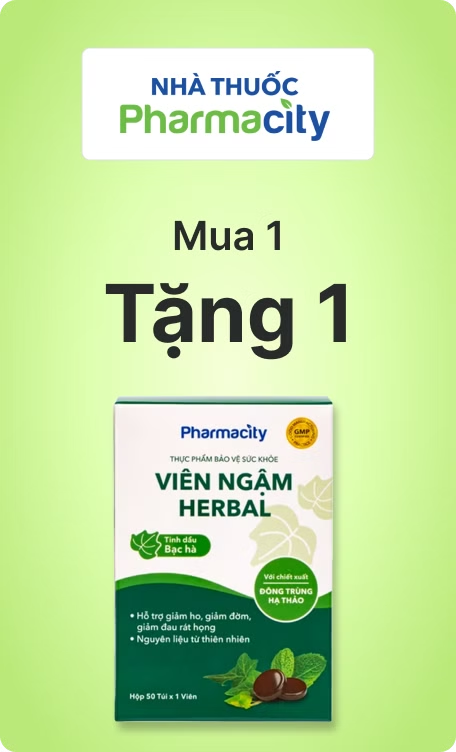 NHÀ THUỐC
Pharmacity
Mua 1
Tặng 1
Pharmacity
GMP
THỰC PHẨM BẢO VỆ SỨC KHỎE
VIÊN NGẬM
HERBAL
Tinh dầu
Bạc hà
Với chiết xuất
ĐÔNG TRÙNG
HẠ THẢO
• Hỗ trợ giảm ho, giảm đờm,
giảm đau rát họng
• Nguyên liệu từ thiên nhiên
Hộp 50 Túi x 1 Viên